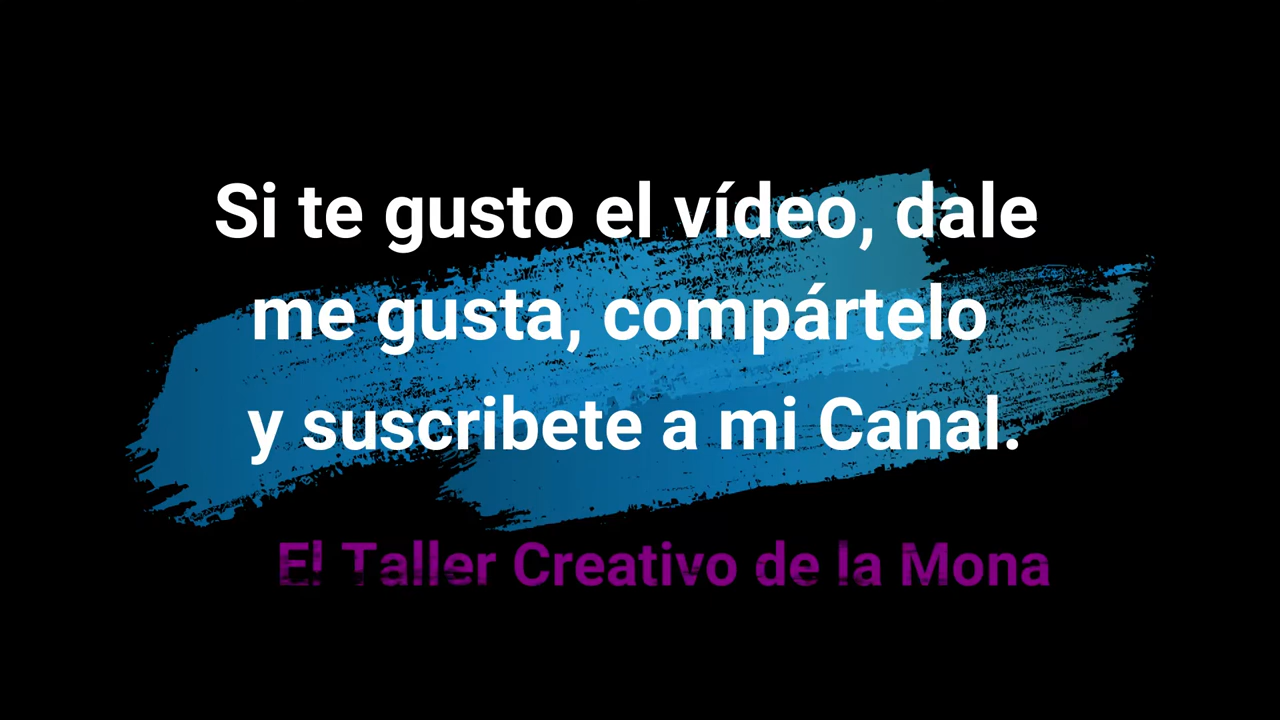 Si te gusto el vídeo, dale
me gusta, compártelo
y suscribete a mi Canal.
El Taller Creativo de la Mona